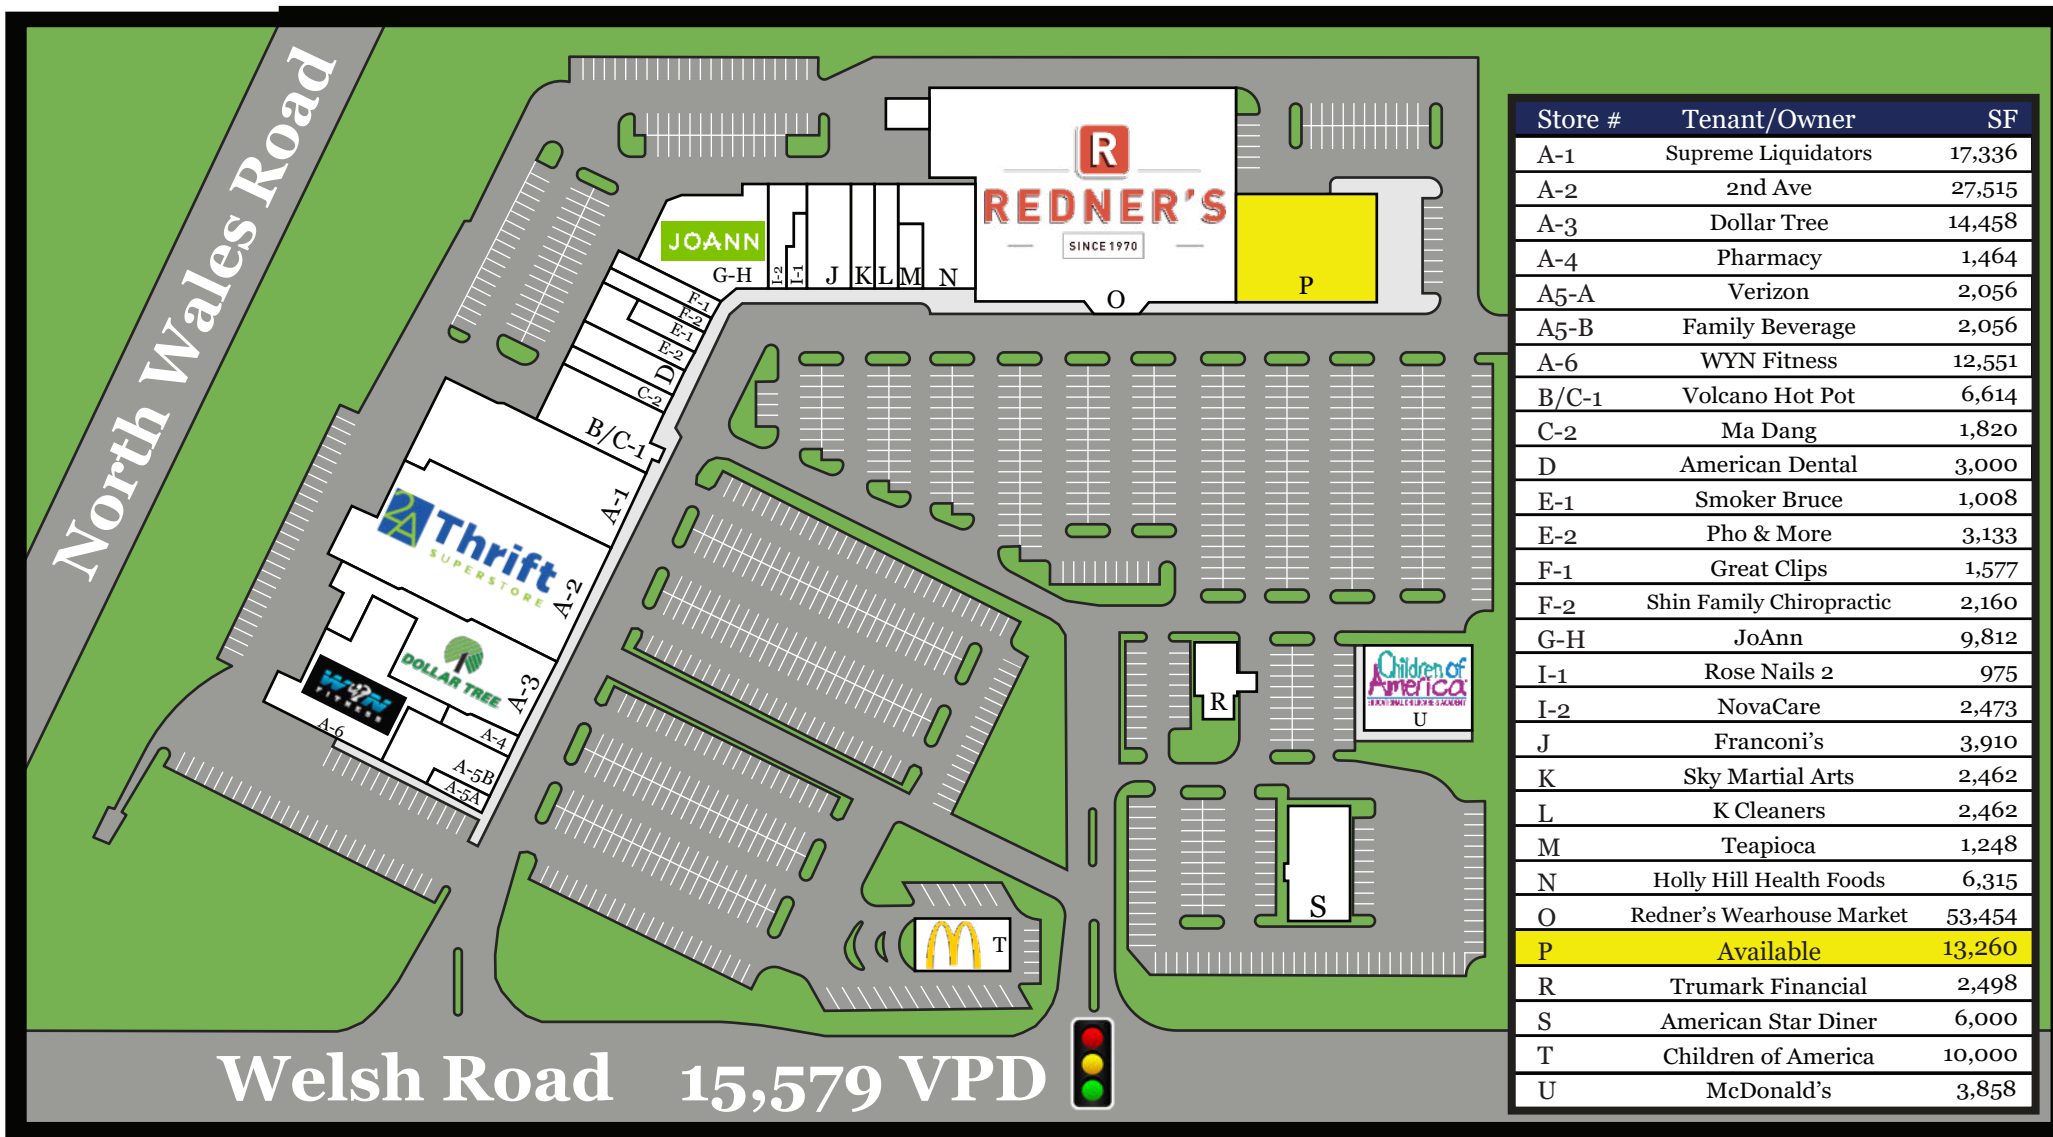 North Wales Road
R
REDNER'S
SINCE 1970
JOANN
G-H
I-2
I-1
J
K
L
M
N
O
P
F-1
F-2
E-1
E-2
D
C-2
B/C-1
A-1
2A Thrift
SUPERSTORE
A-2
DOLLAR TREE
A-3
WYN
FITNESS
A-6
A-4
A-5B
A-5A
R
Children of
America
U
S
T
Welsh Road 15,579 VPD
Store # Tenant/Owner SF
A-1 Supreme Liquidators 17,336
A-2 2nd Ave 27,515
A-3 Dollar Tree 14,458
A-4 Pharmacy 1,464
A5-A Verizon 2,056
A5-B Family Beverage 2,056
A-6 WYN Fitness 12,551
B/C-1 Volcano Hot Pot 6,614
C-2 Ma Dang 1,820
D American Dental 3,000
E-1 Smoker Bruce 1,008
E-2 Pho & More 3,133
F-1 Great Clips 1,577
F-2 Shin Family Chiropractic 2,160
G-H JoAnn 9,812
I-1 Rose Nails 2 975
I-2 NovaCare 2,473
J Franconi's 3,910
K Sky Martial Arts 2,462
L K Cleaners 2,462
M Teapioca 1,248
N Holly Hill Health Foods 6,315
O Redner's Wearhouse Market 53,454
P Available 13,260
R Trumark Financial 2,498
S American Star Diner 6,000
T Children of America 10,000
U McDonald's 3,858